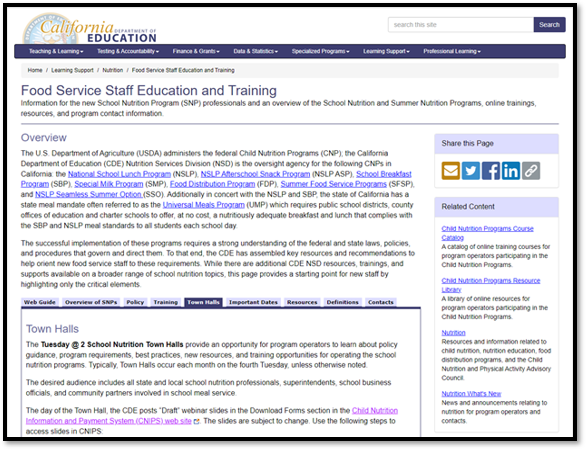 California DEPARTMENT OF
EDUCATION
search this site
Search
Teaching & Learning Testing & Accountability Finance & Grants Data & Statistics Specialized Programs Learning Support Professional Learning
Home / Learning Support / Nutrition / Food Service Staff Education and Training
Food Service Staff Education and Training
Information for the new School Nutrition Program (SNP) professionals and an overview of the School Nutrition and Summer Nutrition Programs, online trainings,
resources, and program contact information.
Overview
The U.S. Department of Agriculture (USDA) administers the federal Child Nutrition Programs (CNP); the California
Department of Education (CDE) Nutrition Services Division (NSD) is the oversight agency for the following CNPs in
California: the National School Lunch Program (NSLP), NSLP Afterschool Snack Program (NSLP ASP), School Breakfast
Program (SBP), Special Milk Program (SMP), Food Distribution Program (FDP), Summer Food Service Programs (SFSP),
and NSLP Seamless Summer Option (SSO). Additionally in concert with the NSLP and SBP, the state of California has a
state meal mandate often referred to as the Universal Meals Program (UMP) which requires public school districts, county
offices of education and charter schools to offer, at no cost, a nutritiously adequate breakfast and lunch that complies with
the SBP and NSLP meal standards to all students each school day
The successful implementation of these programs requires a strong understanding of the federal and state laws, policies,
and procedures that govern and direct them. To that end, the CDE has assembled key resources and recommendations to
help orient new food service staff to these requirements. While there are additional CDE NSD resources, trainings, and
supports available on a broader range of school nutrition topics, this page provides a starting point for new staff by
highlighting only the critical elements.
Web Guide Overview of SNPs Policy Training Town Halls Important Dates Resources Definitions Contacts
Town Halls
The Tuesday @ 2 School Nutrition Town Halls provide an opportunity for program operators to learn about policy
guidance, program requirements, best practices, new resources, and training opportunities for operating the school
nutrition programs. Typically, Town Halls occur each month on the fourth Tuesday, unless otherwise noted.
The desired audience includes all state and local school nutrition professionals, superintendents, school business
officials, and community partners involved in school meal service.
The day of the Town Hall, the CDE posts "Draft" webinar slides in the Download Forms section in the Child Nutrition
Information and Payment System (CNIPS) web site. The slides are subject to change. Use the following steps to
access slides in CNIPS:
Share this Page
Related Content
Child Nutrition Programs Course
Catalog
A catalog of online training courses for
program operators participating in the
Child Nutrition Programs.
Child Nutrition Programs Resource
Library
A library of online resources for
program operators participating in the
Child Nutrition Programs.
Nutrition
Resources and information related to
child nutrition, nutrition education, food
distribution programs, and the Child
Nutrition and Physical Activity Advisory
Council.
Nutrition What's New
News and announcements relating to
nutrition for program operators and
contacts.